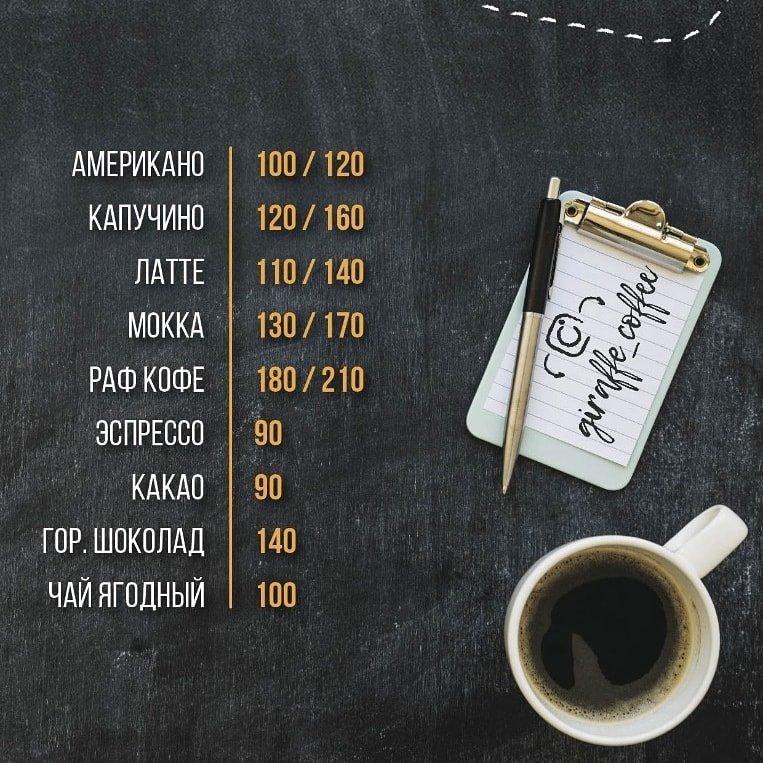 АМЕРИКАНО 100 / 120
КАПУЧИНО 120 / 160
ЛАТТЕ 110 / 140
МОККА 130 / 170
РАФ КОФЕ 180 / 210
ЭСПРЕССО 90
КАКАО 90
ГОР. ШОКОЛАД 140
ЧАЙ ЯГОДНЫЙ 100
giraffe_coffee